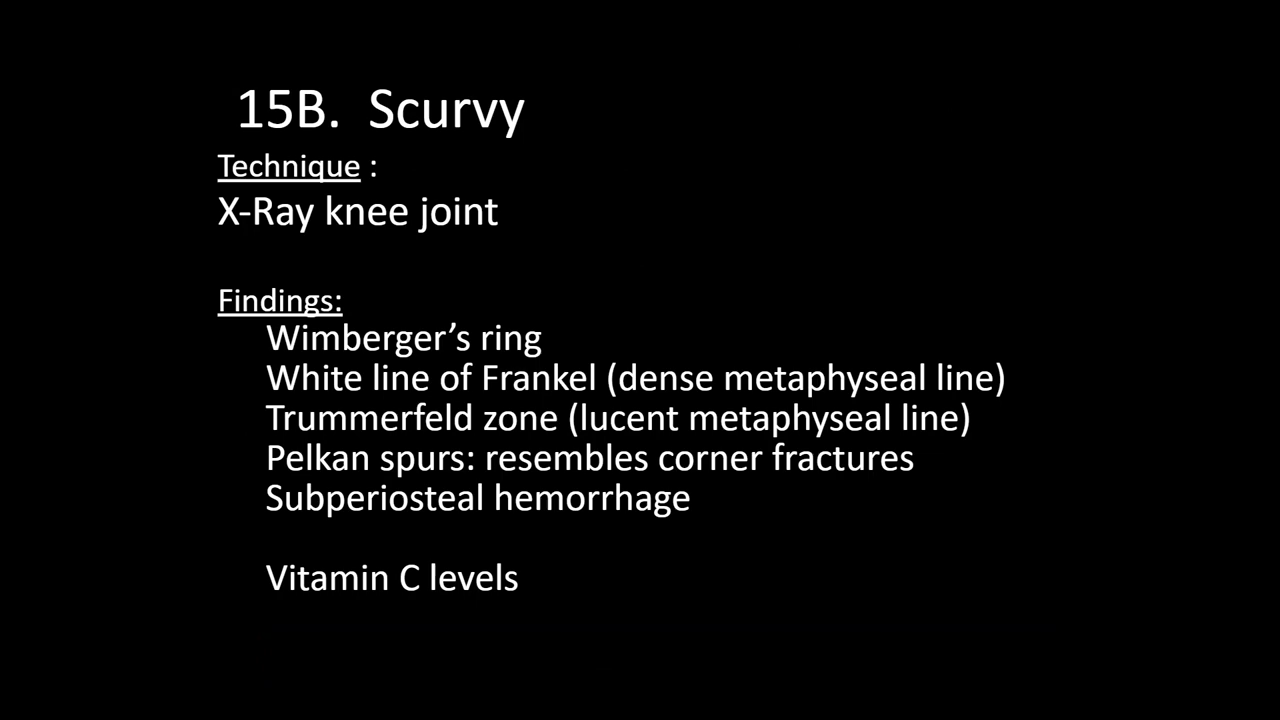 15B. Scurvy
Technique :
X-Ray knee joint
Findings:
Wimberger’s ring
White line of Frankel (dense metaphyseal line)
Trummerfeld zone (lucent metaphyseal line)
Pelkan spurs: resembles corner fractures
Subperiosteal hemorrhage
Vitamin C levels